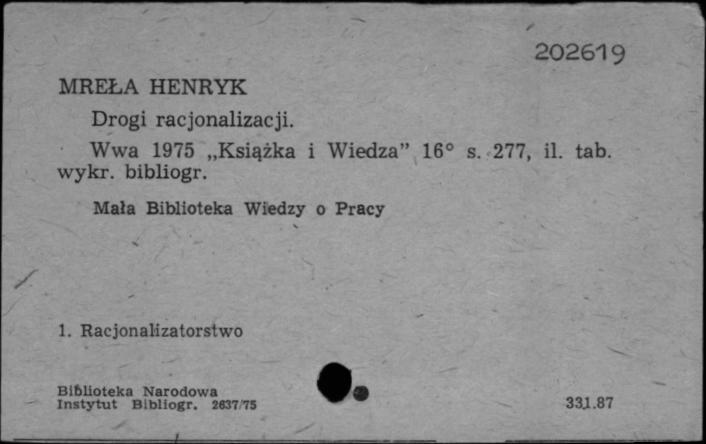 202619
MREŁA HENRYK
Drogi racjonalizacji.
Wwa 1975 „Książka i Wiedza” 16° s. 277, il. tab.
wykr. bibliogr.
Mała Biblioteka Wiedzy o Pracy
1. Racjonalizatorstwo
Biblioteka Narodowa
Instytut Bibliogr. 2637/75
331.87